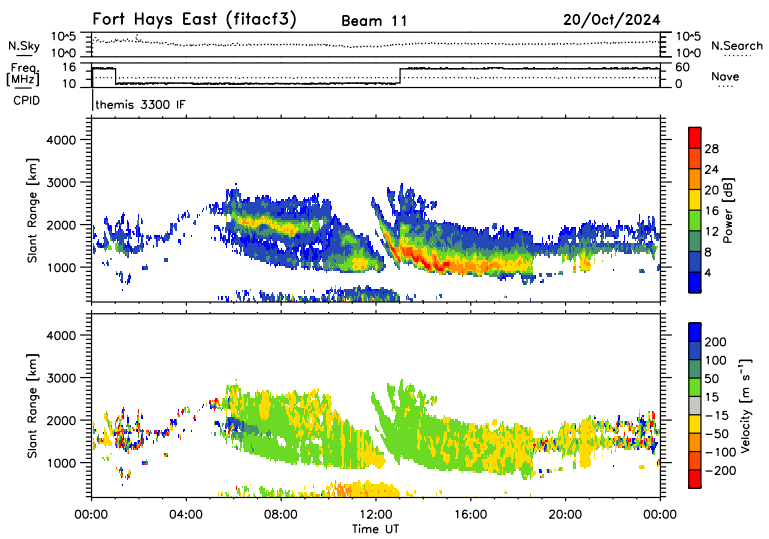 Fort Hays East (fitacf3) Beam 11 20/Oct/2024
N.Sky 10^5 10^0 10^5 10^0 N.Search
Freq. [MHz] 16 10 60 0 Nave
CPID themis 3300 IF
Slant Range [km] 4000 3000 2000 1000
Power [dB] 28 24 20 16 12 8 4
Slant Range [km] 4000 3000 2000 1000
Velocity [m s⁻¹] 200 100 50 15 −15 −50 −100 −200
00:00 04:00 08:00 12:00 16:00 20:00 00:00
Time UT